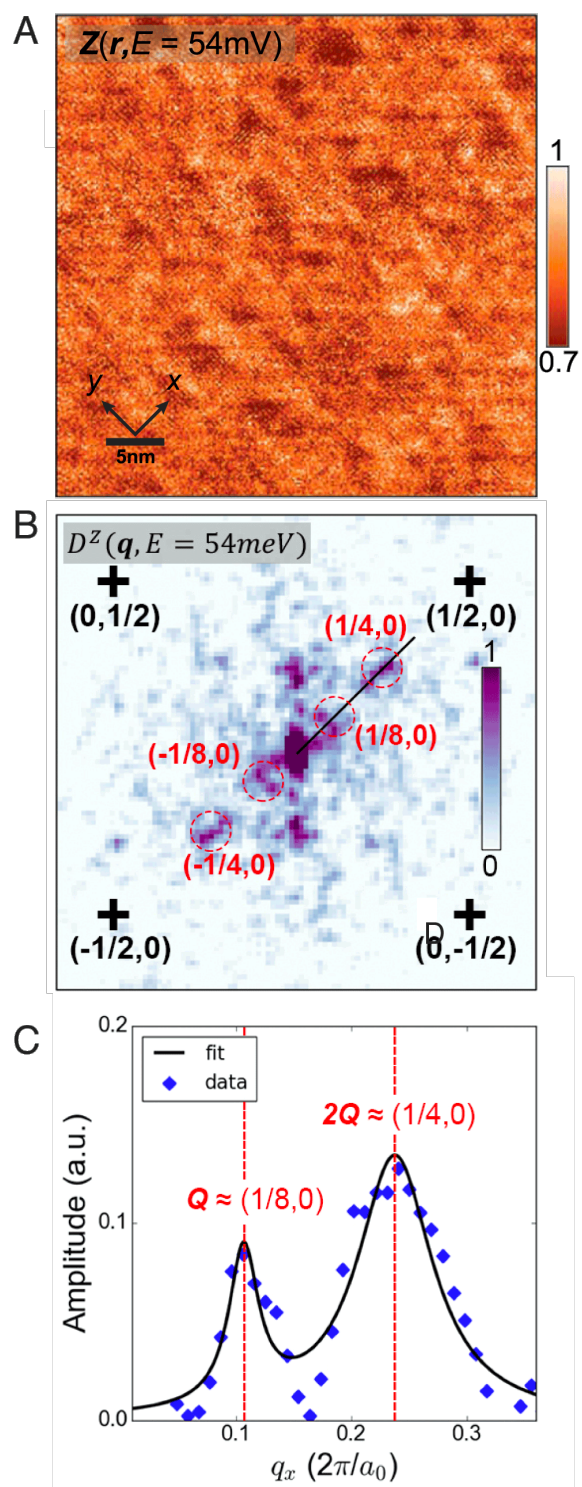 A
Z(r,E = 54mV)
1
0.7
y
x
5nm
B
D^Z(q, E = 54meV)
(0,1/2)
(1/2,0)
(1/4,0)
1
(-1/8,0)
(1/8,0)
(-1/4,0)
0
D
(-1/2,0)
(0,-1/2)
C
0.2
fit
data
2Q ≈ (1/4,0)
Q ≈ (1/8,0)
0.1
Amplitude (a.u.)
0.0
0.1
0.2
0.3
qₓ (2π/a₀)